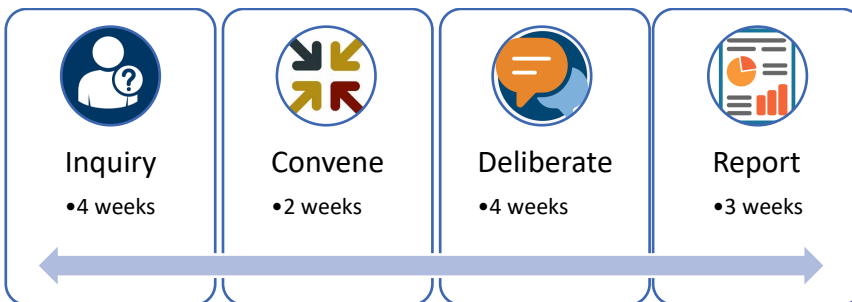 Inquiry
•4 weeks
Convene
•2 weeks
Deliberate
•4 weeks
Report
•3 weeks